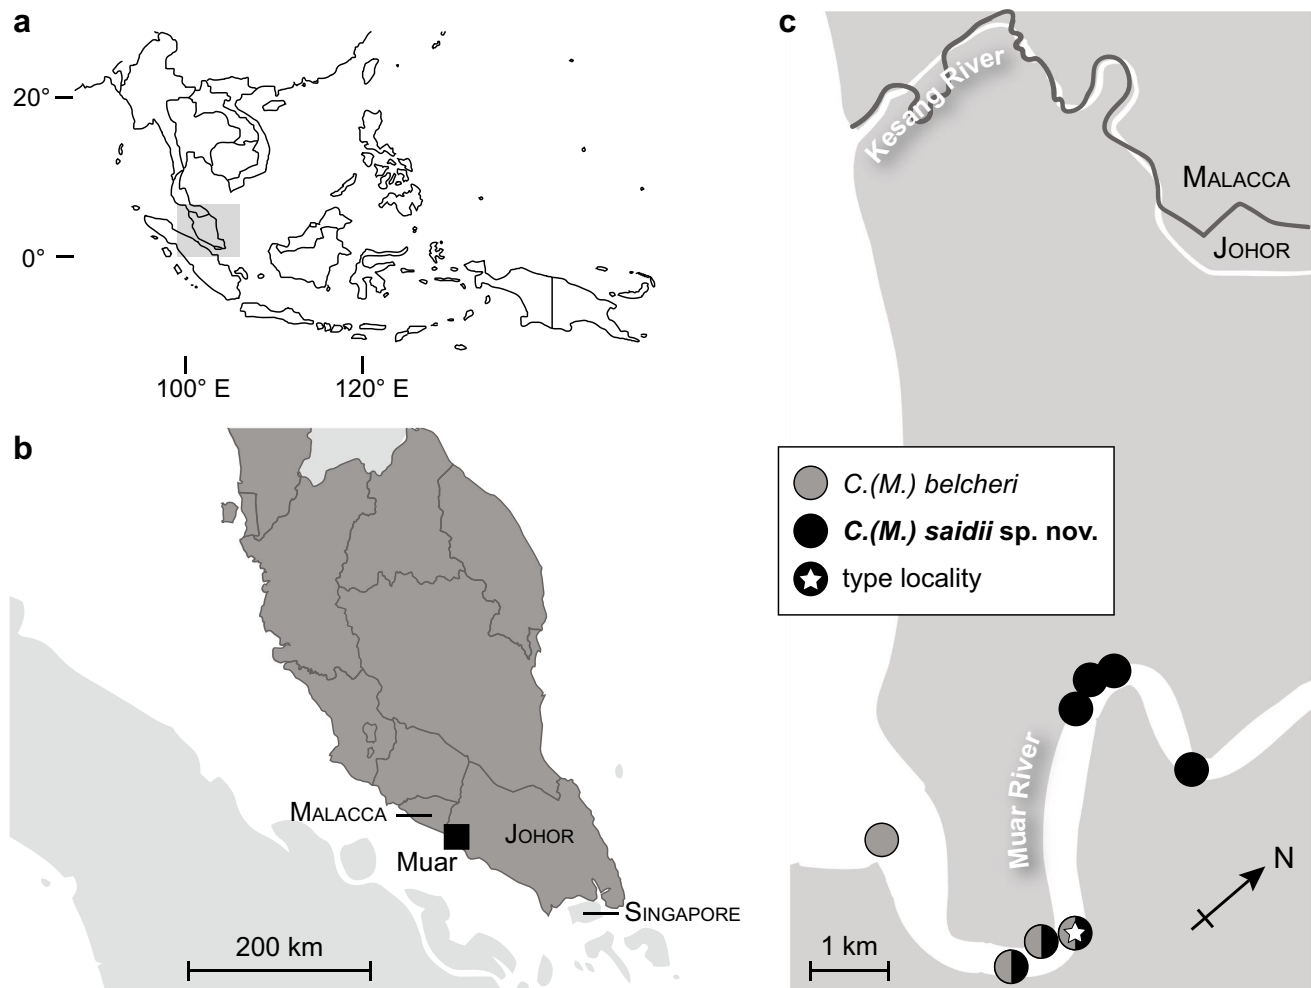 a
20°
0°
100° E
120° E
b
MALACCA
JOHOR
Muar
SINGAPORE
200 km
c
Kesang River
MALACCA
JOHOR
C.(M.) belcheri
C.(M.) saidii sp. nov.
type locality
Muar River
N
1 km